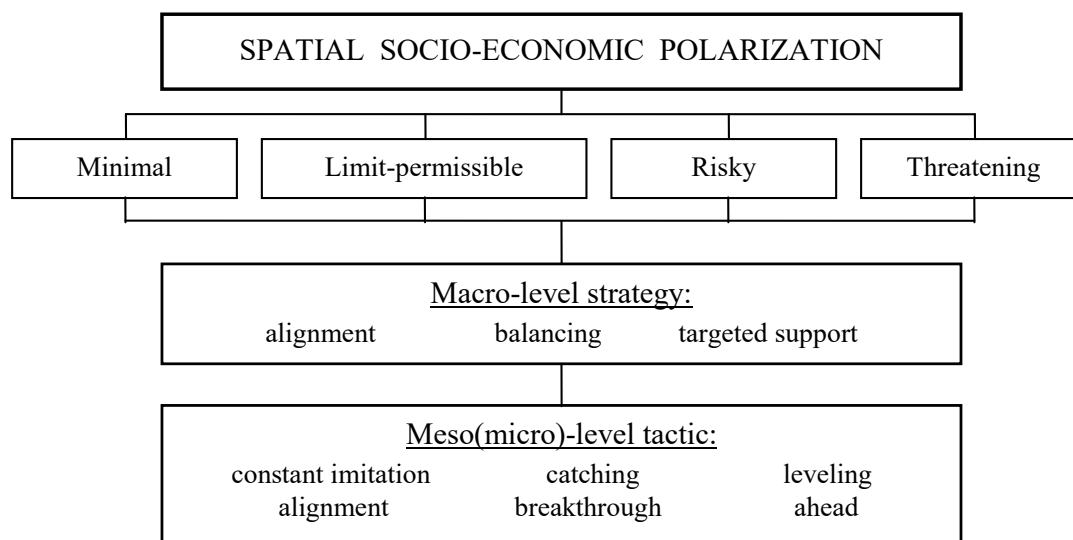 SPATIAL SOCIO-ECONOMIC POLARIZATION
Minimal Limit-permissible Risky Threatening
Macro-level strategy:
alignment balancing targeted support
Meso(micro)-level tactic:
constant imitation catching leveling
alignment breakthrough ahead